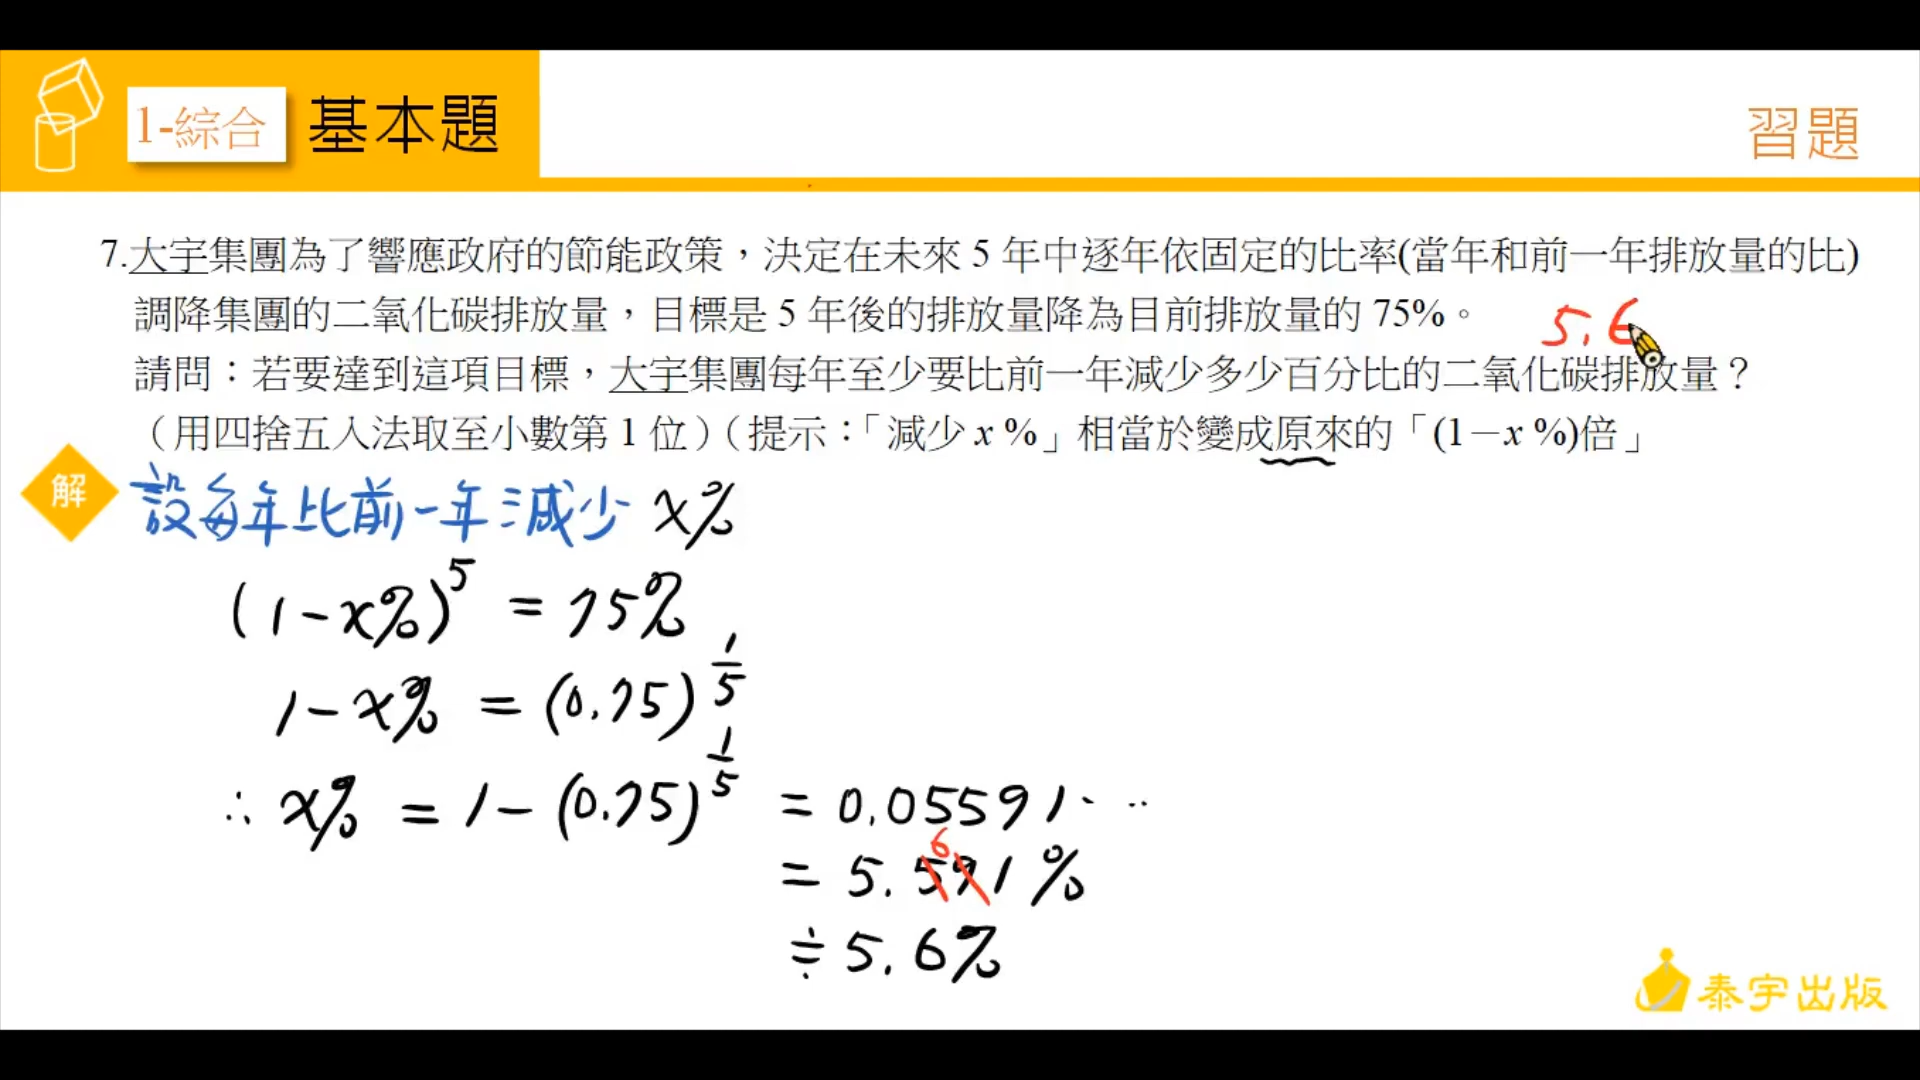 1-綜合 基本題
習題
7.大宇集團為了響應政府的節能政策，決定在未來 5 年中逐年依固定的比率(當年和前一年排放量的比)
調降集團的二氧化碳排放量，目標是 5 年後的排放量降為目前排放量的 75%。
5.6
請問：若要達到這項目標，大宇集團每年至少要比前一年減少多少百分比的二氧化碳排放量？
（用四捨五入法取至小數第 1 位）（提示：「減少 x %」相當於變成原來的「(1－x %)倍」
解
設每年比前一年減少 x%
(1-x%)^5 = 75%
1-x% = (0.75)^{1/5}
∴ x% = 1-(0.75)^{1/5} = 0.05591...
6
= 5.591%
≑ 5.6%
泰宇出版